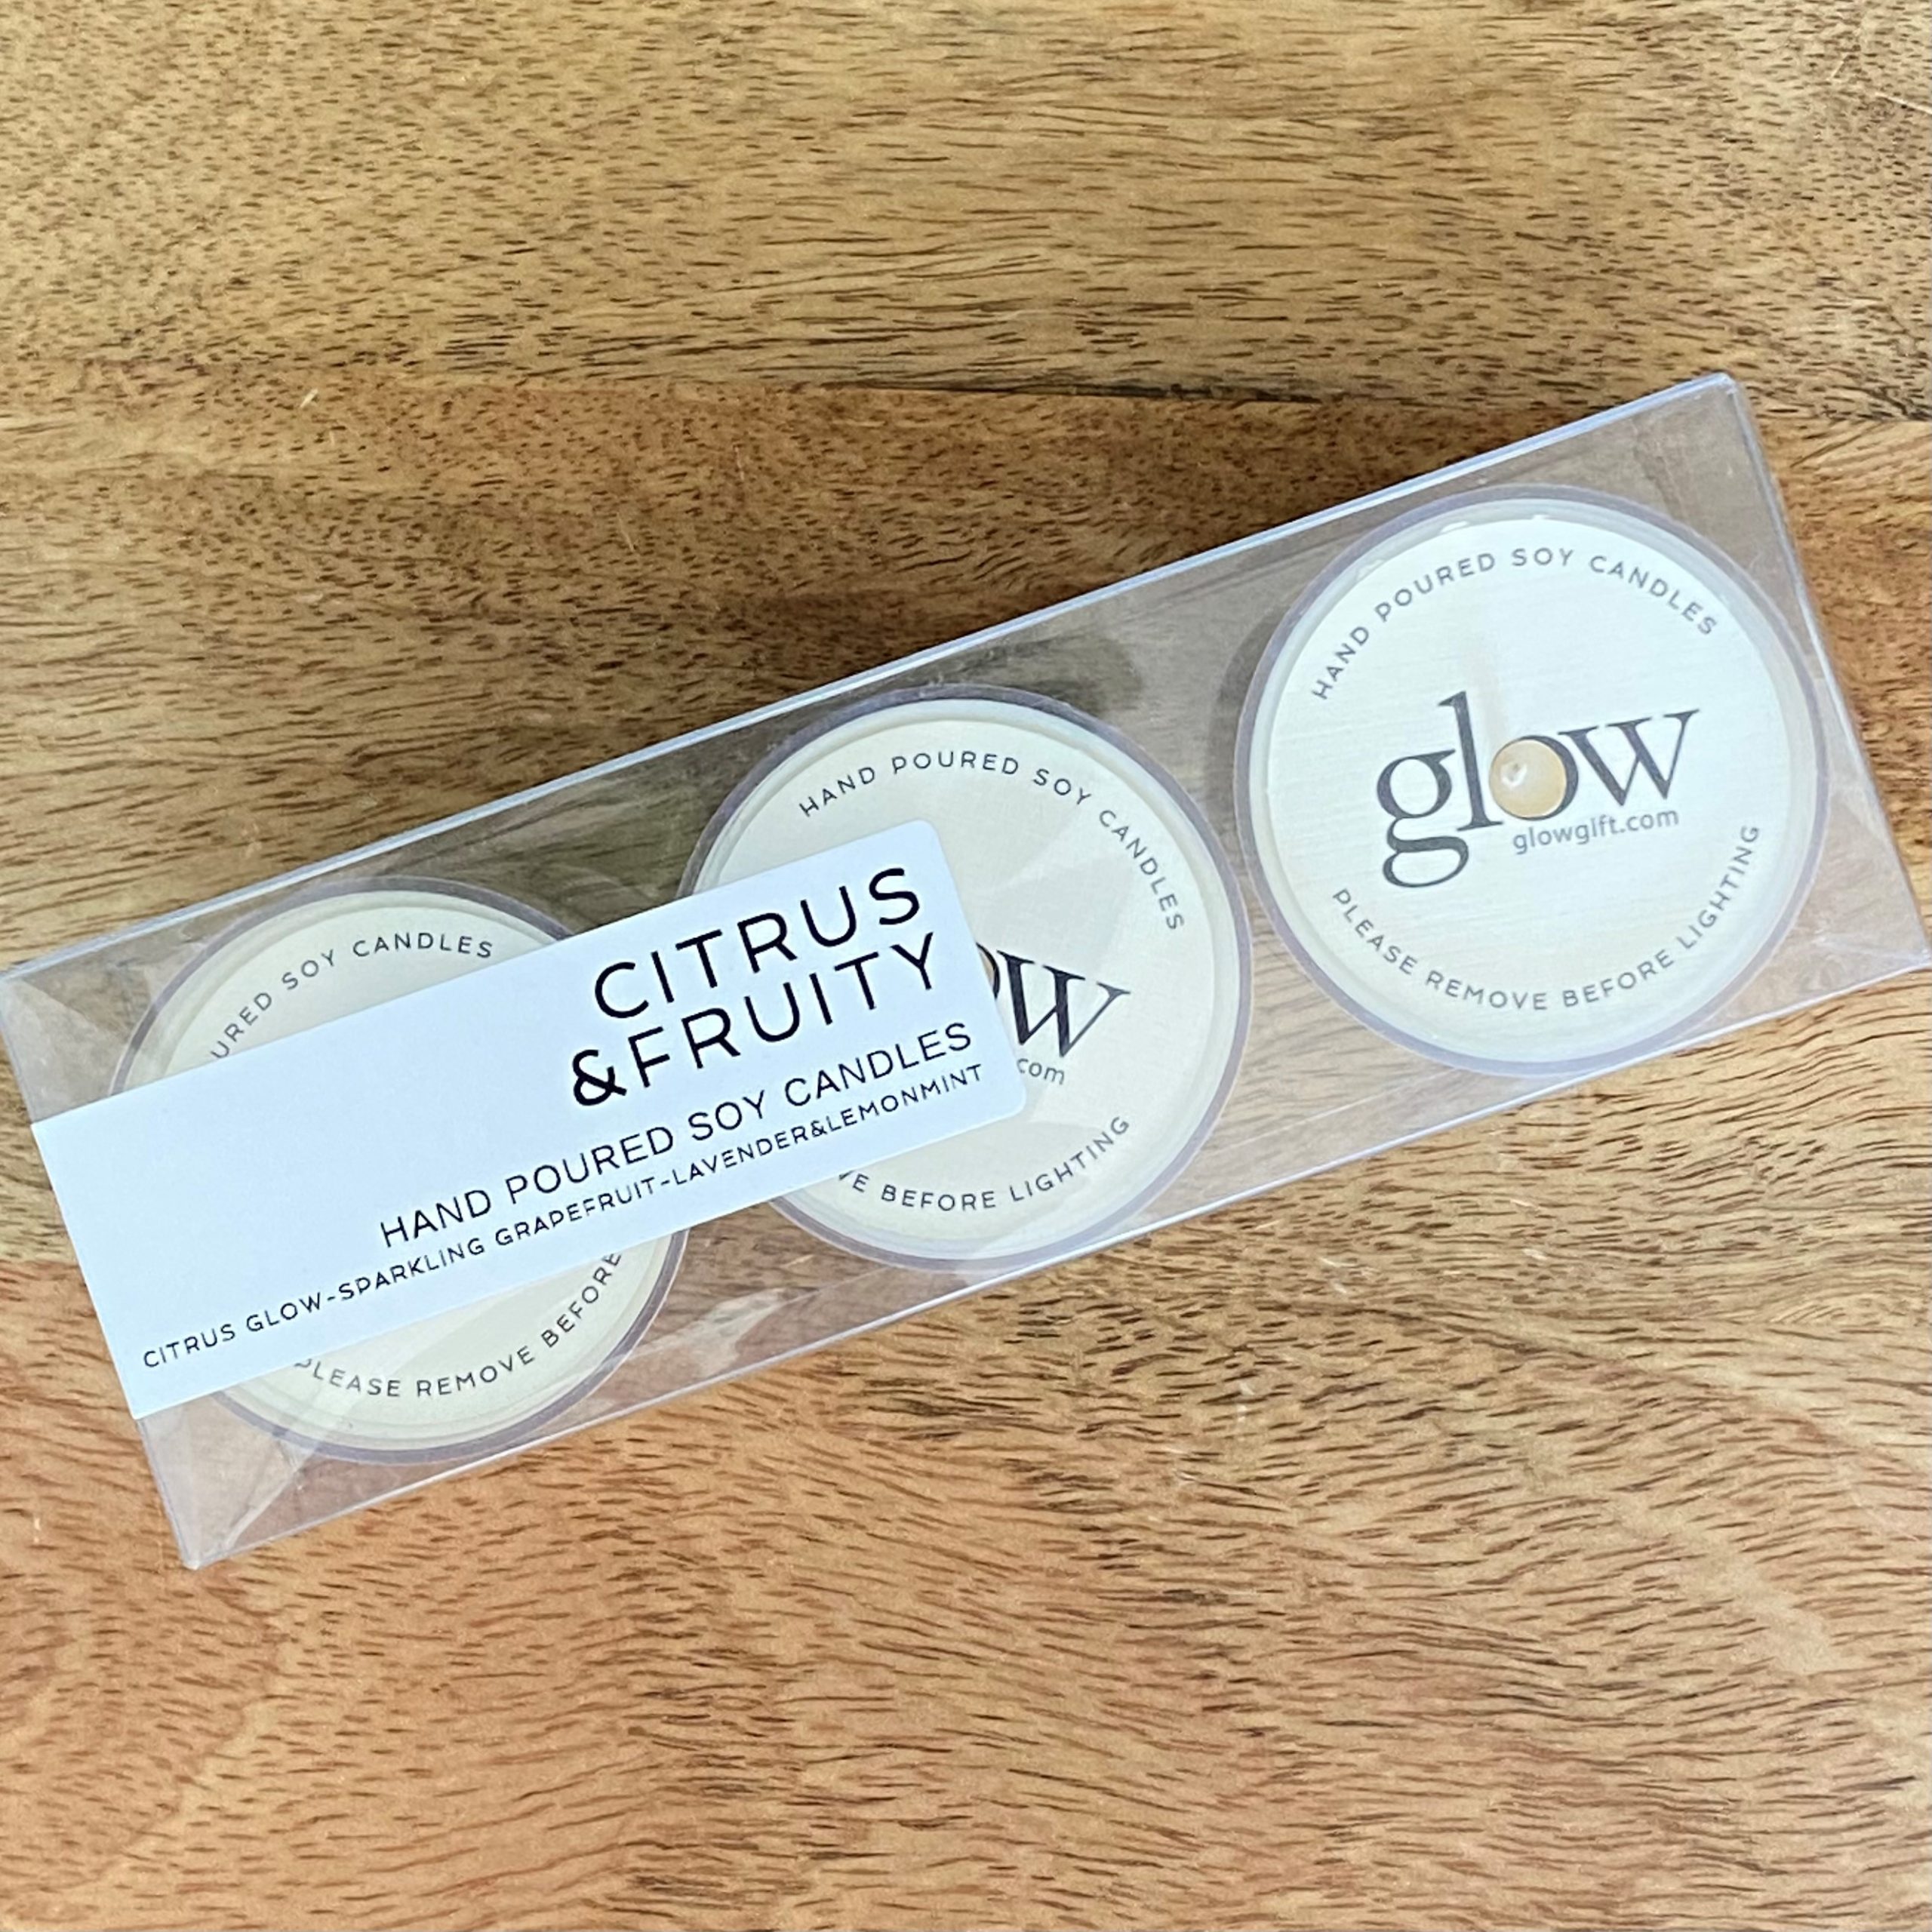 CITRUS
&FRUITY
HAND POURED SOY CANDLES
CITRUS GLOW-SPARKLING GRAPEFRUIT-LAVENDER&LEMONMINT
SOY CANDLES
PLEASE REMOVE BEFORE
HAND POURED SOY CANDLES
com
BEFORE LIGHTING
HAND POURED SOY CANDLES
glow
glowgift.com
PLEASE REMOVE BEFORE LIGHTING